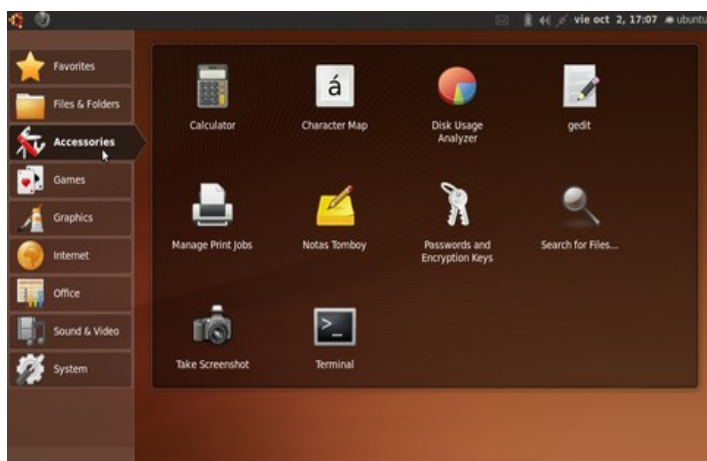 vie oct 2, 17:07 ubuntu
Favorites
Files & Folders
Accessories
Games
Graphics
Internet
Office
Sound & Video
System
Calculator
á
Character Map
Disk Usage
Analyzer
gedit
Manage Print Jobs
Notas Tomboy
Passwords and
Encryption Keys
Search for Files...
Take Screenshot
>_
Terminal